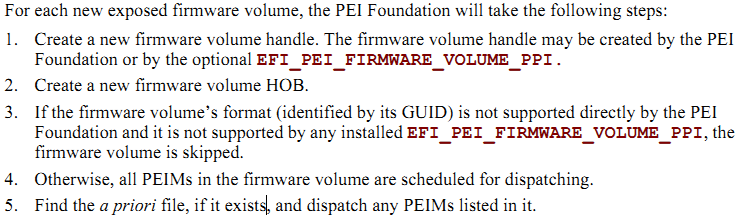 For each new exposed firmware volume, the PEI Foundation will take the following steps:
1. Create a new firmware volume handle. The firmware volume handle may be created by the PEI
Foundation or by the optional EFI_PEI_FIRMWARE_VOLUME_PPI.
2. Create a new firmware volume HOB.
3. If the firmware volume’s format (identified by its GUID) is not supported directly by the PEI
Foundation and it is not supported by any installed EFI_PEI_FIRMWARE_VOLUME_PPI, the
firmware volume is skipped.
4. Otherwise, all PEIMs in the firmware volume are scheduled for dispatching.
5. Find the a priori file, if it exists, and dispatch any PEIMs listed in it.